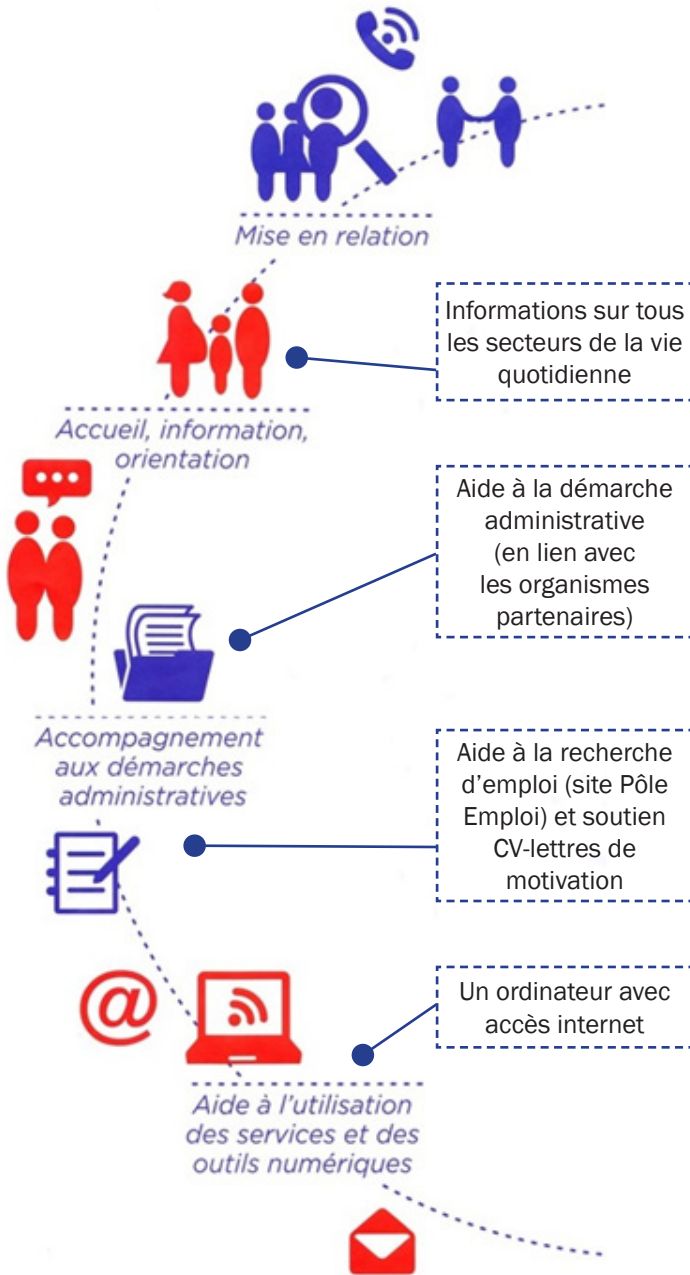 Mise en relation
Informations sur tous
les secteurs de la vie
quotidienne
Accueil, information,
orientation
Aide à la démarche
administrative
(en lien avec
les organismes
partenaires)
Accompagnement
aux démarches
administratives
Aide à la recherche
d'emploi (site Pôle
Emploi) et soutien
CV-lettres de
motivation
@
Un ordinateur avec
accès internet
Aide à l'utilisation
des services et des
outils numériques